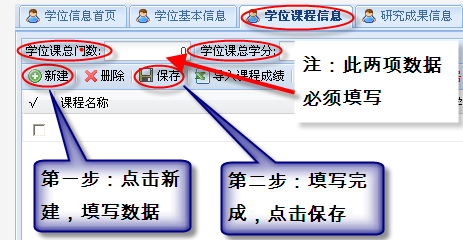 学位信息首页 学位基本信息 学位课程信息 研究成果信息
学位课总门数: 0 学位课总学分:
新建 删除 保存 导入课程成绩
注：此两项数据
必须填写
√ 课程名称
第一步：点击新
建，填写数据
第二步：填写完
成，点击保存